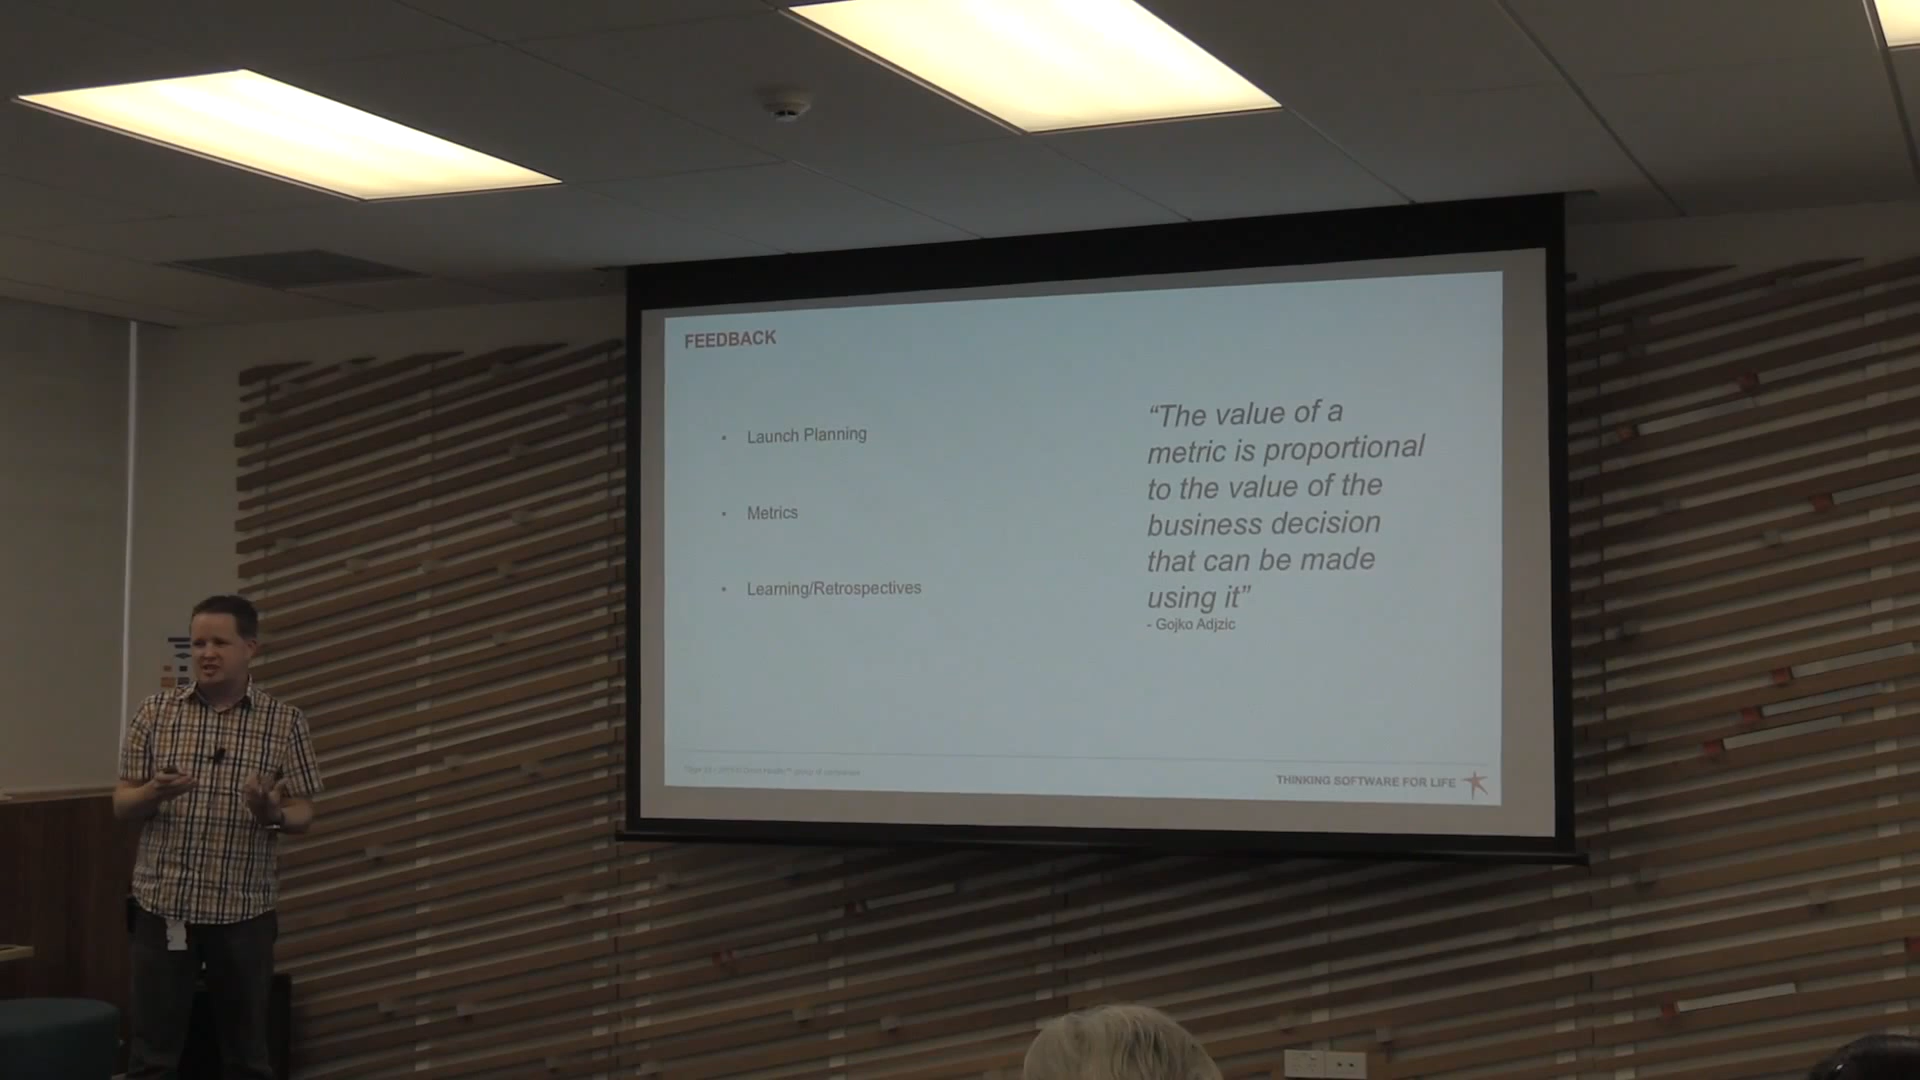 FEEDBACK
• Launch Planning
• Metrics
• Learning/Retrospectives
“The value of a
metric is proportional
to the value of the
business decision
that can be made
using it”
- Gojko Adjzic
THINKING SOFTWARE FOR LIFE